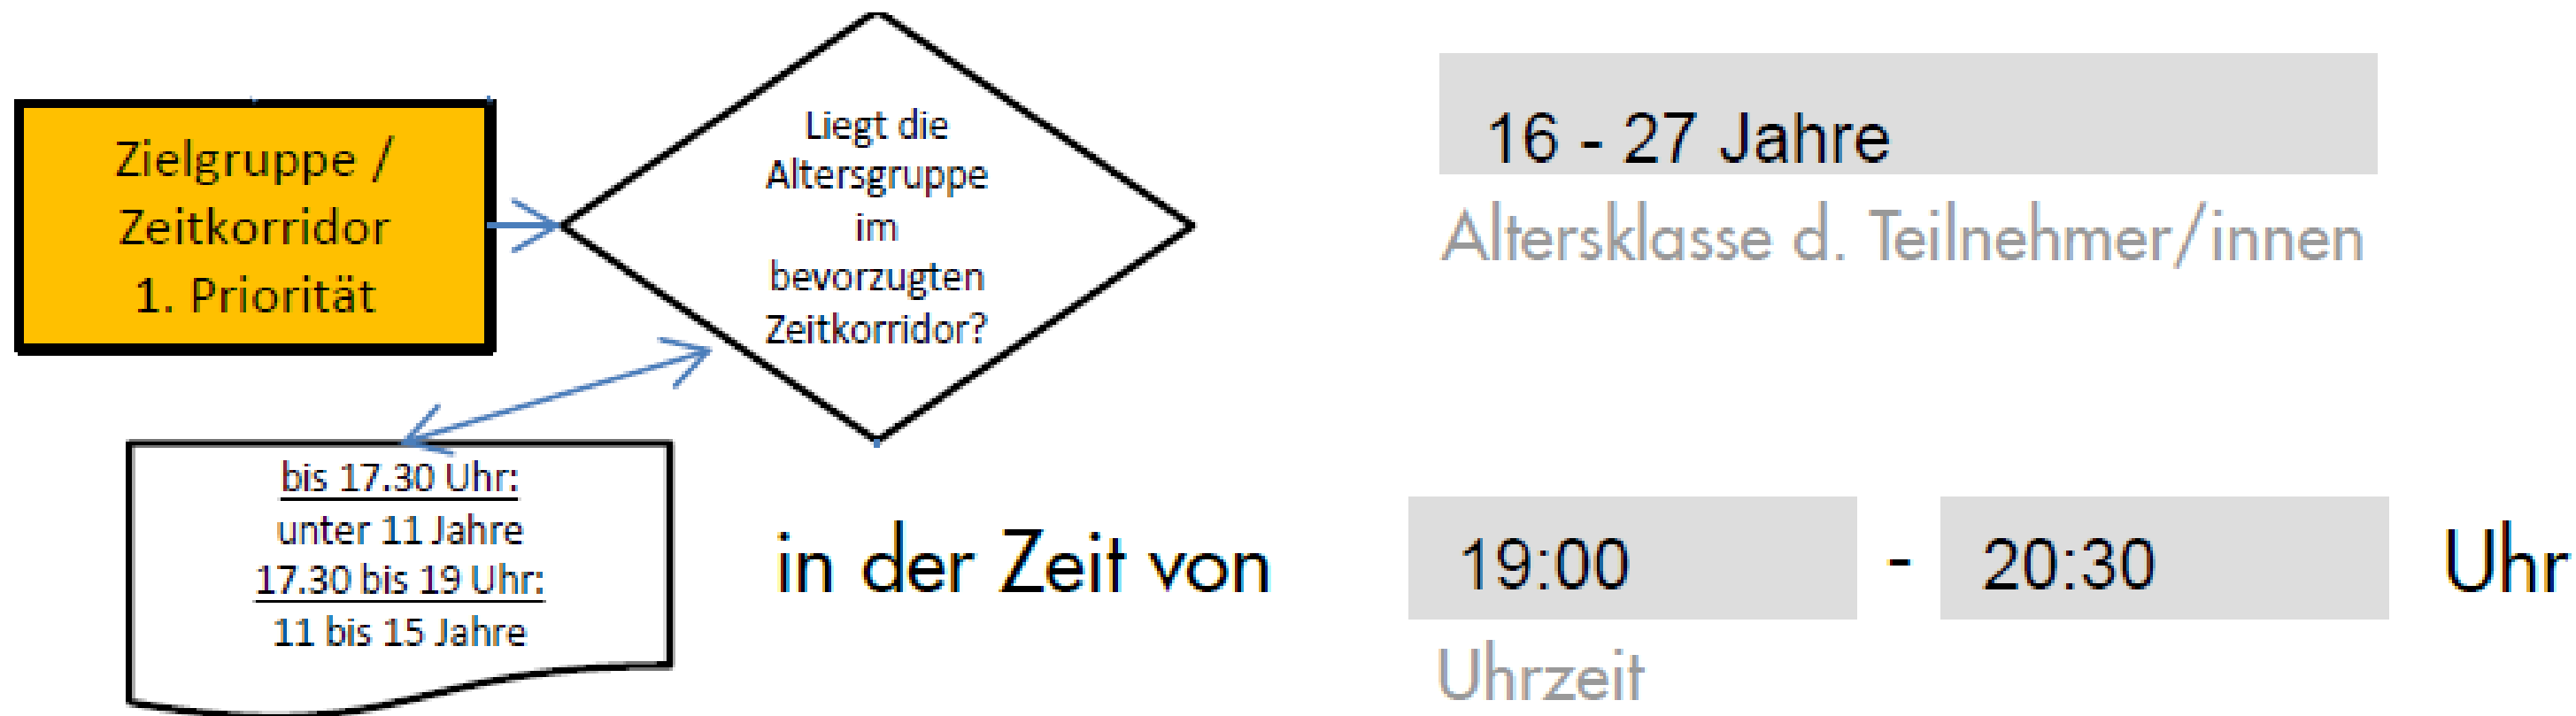 Zielgruppe /
Zeitkorridor
1. Priorität
Liegt die
Altersgruppe
im
bevorzugten
Zeitkorridor?
bis 17.30 Uhr:
unter 11 Jahre
17.30 bis 19 Uhr:
11 bis 15 Jahre
16 - 27 Jahre
Altersklasse d. Teilnehmer/innen
in der Zeit von 19:00 - 20:30 Uhr
Uhrzeit